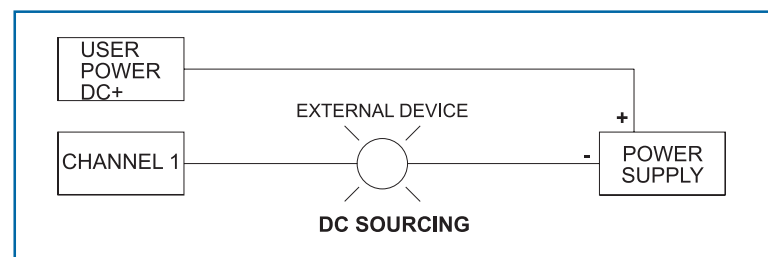 USER
POWER
DC+
EXTERNAL DEVICE
+
CHANNEL 1
-
POWER
SUPPLY
DC SOURCING